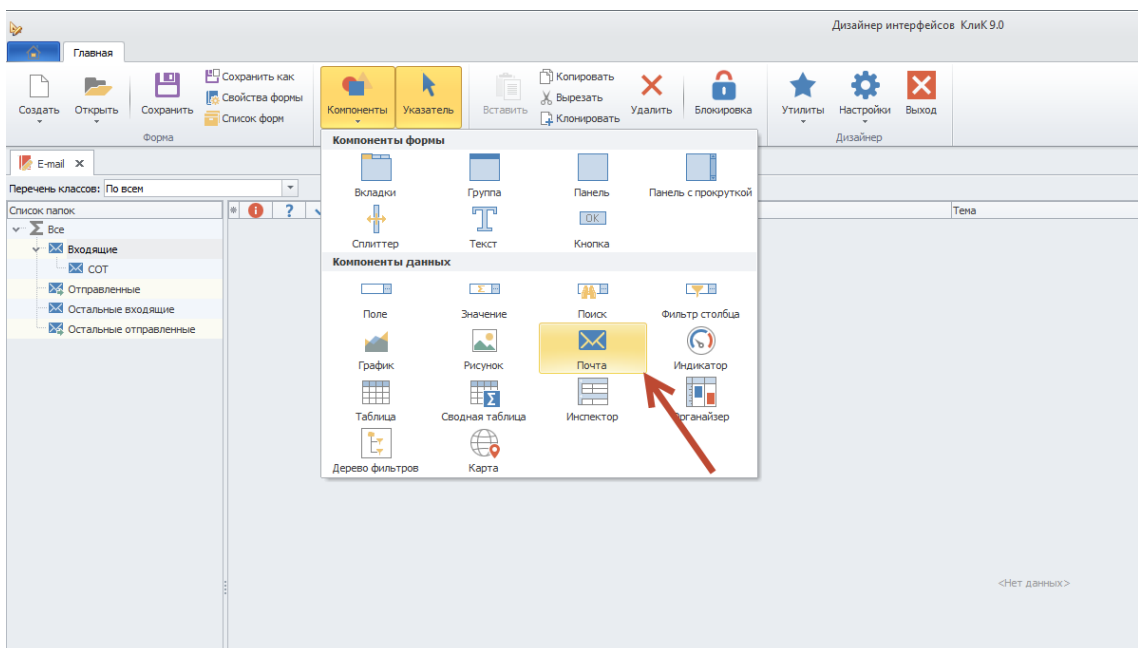 Дизайнер интерфейсов КлиК 9.0
Главная
Создать
Открыть
Сохранить
Сохранить как
Свойства формы
Список форм
Форма
Компоненты
Указатель
Вставить
Копировать
Вырезать
Клонировать
Удалить
Блокировка
Утилиты
Настройки
Выход
Дизайнер
E-mail
Перечень классов: По всем
Список папок
Тема
Все
Входящие
СОТ
Отправленные
Остальные входящие
Остальные отправленные
Компоненты формы
Вкладки Группа Панель Панель с прокруткой
Сплиттер Текст Кнопка
Компоненты данных
Поле Значение Поиск Фильтр столбца
График Рисунок Почта Индикатор
Таблица Сводная таблица Инспектор Органайзер
Дерево фильтров Карта
<Нет данных>